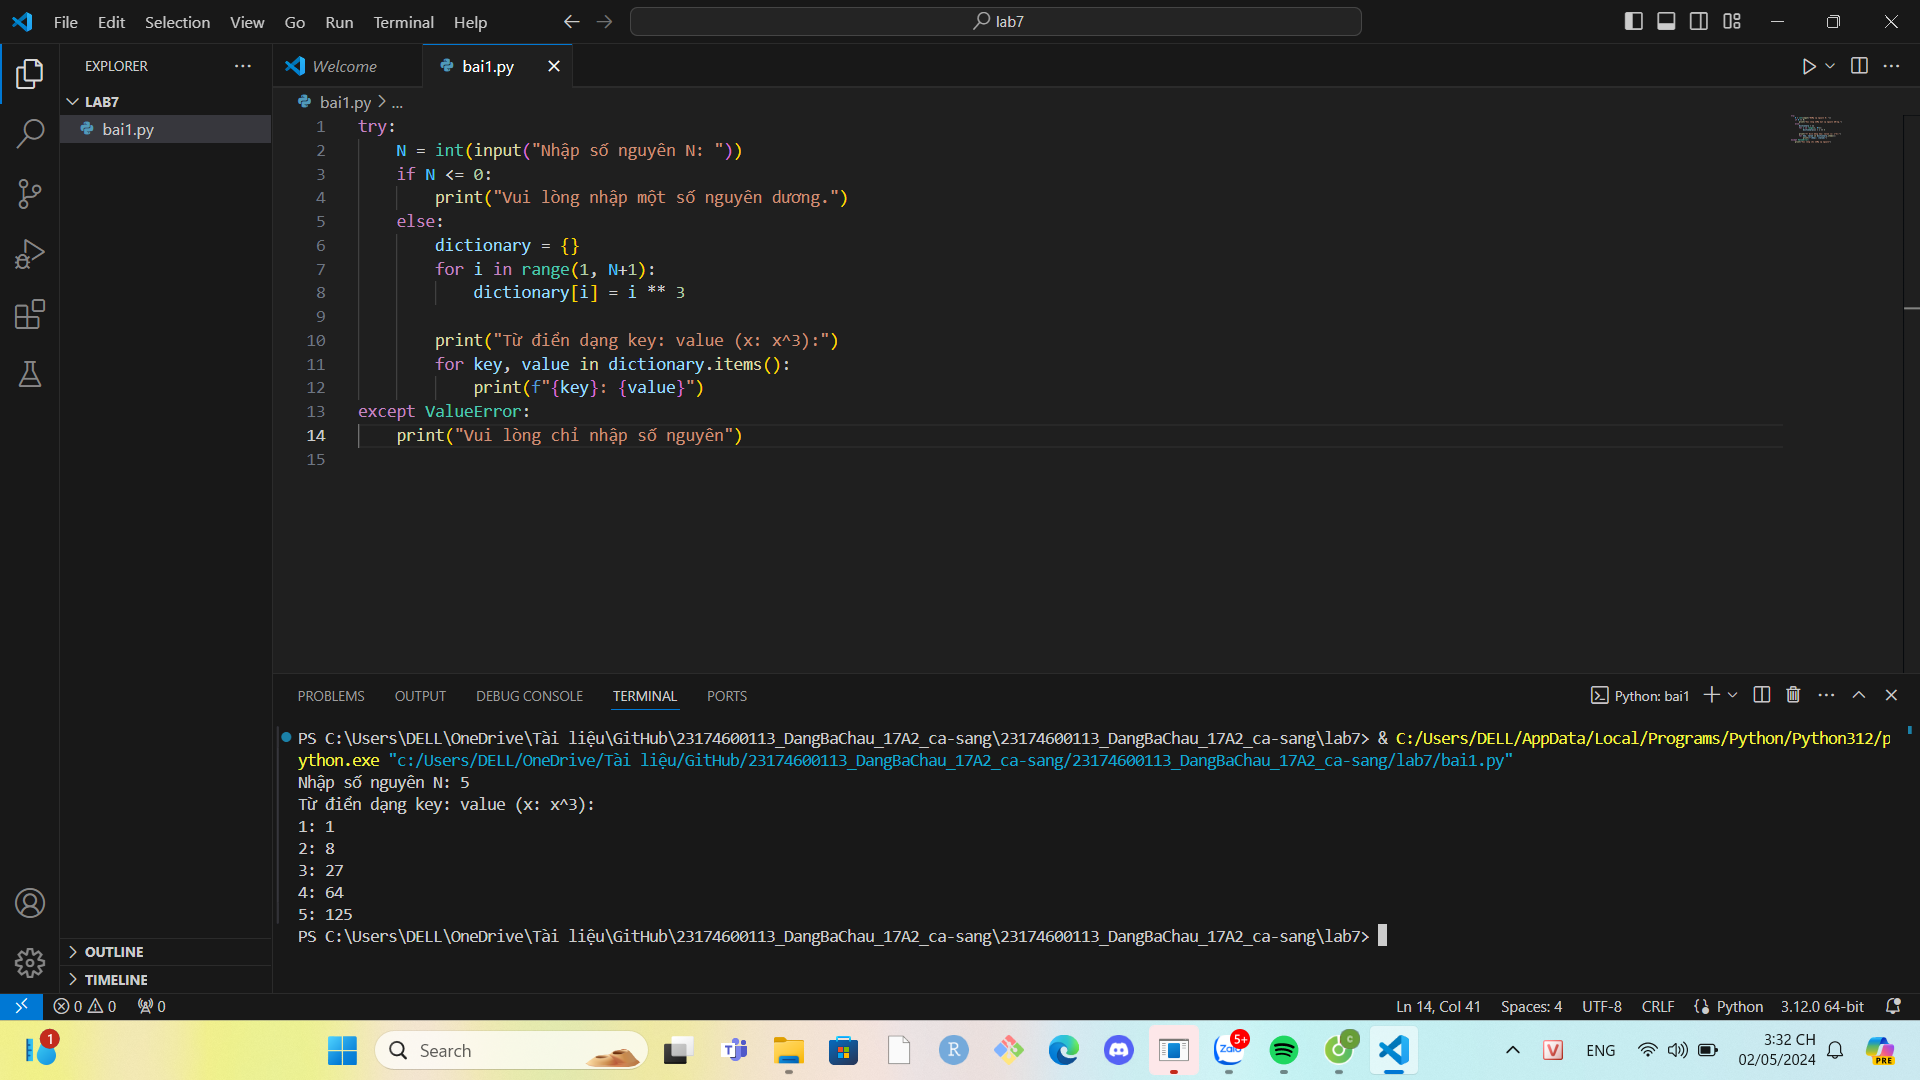 File Edit Selection View Go Run Terminal Help
lab7
EXPLORER
LAB7
bai1.py
Welcome
bai1.py
bai1.py > ...
1 try:
2 N = int(input("Nhập số nguyên N: "))
3 if N <= 0:
4 print("Vui lòng nhập một số nguyên dương.")
5 else:
6 dictionary = {}
7 for i in range(1, N+1):
8 dictionary[i] = i ** 3
9
10 print("Từ điển dạng key: value (x: x^3):")
11 for key, value in dictionary.items():
12 print(f"{key}: {value}")
13 except ValueError:
14 print("Vui lòng chỉ nhập số nguyên")
15
PROBLEMS OUTPUT DEBUG CONSOLE TERMINAL PORTS
Python: bai1
PS C:\Users\DELL\OneDrive\Tài liệu\GitHub\23174600113_DangBaChau_17A2_ca-sang\23174600113_DangBaChau_17A2_ca-sang\lab7> & C:/Users/DELL/AppData/Local/Programs/Python/Python312/p
ython.exe "c:/Users/DELL/OneDrive/Tài liệu/GitHub/23174600113_DangBaChau_17A2_ca-sang/23174600113_DangBaChau_17A2_ca-sang/lab7/bai1.py"
Nhập số nguyên N: 5
Từ điển dạng key: value (x: x^3):
1: 1
2: 8
3: 27
4: 64
5: 125
PS C:\Users\DELL\OneDrive\Tài liệu\GitHub\23174600113_DangBaChau_17A2_ca-sang\23174600113_DangBaChau_17A2_ca-sang\lab7>
OUTLINE
TIMELINE
0 0 0
Ln 14, Col 41 Spaces: 4 UTF-8 CRLF Python 3.12.0 64-bit
1
Search
R
Zalo
5+
C
V
ENG
3:32 CH
02/05/2024
PRE